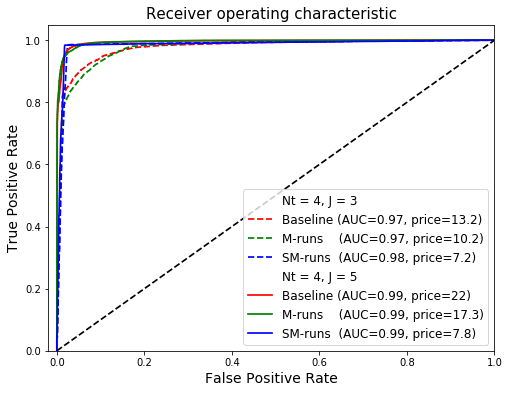 Receiver operating characteristic
True Positive Rate
1.0
0.8
0.6
0.4
0.2
0.0
Nt = 4, J = 3
Baseline (AUC=0.97, price=13.2)
M-runs (AUC=0.97, price=10.2)
SM-runs (AUC=0.98, price=7.2)
Nt = 4, J = 5
Baseline (AUC=0.99, price=22)
M-runs (AUC=0.99, price=17.3)
SM-runs (AUC=0.99, price=7.8)
0.0 0.2 0.4 0.6 0.8 1.0
False Positive Rate